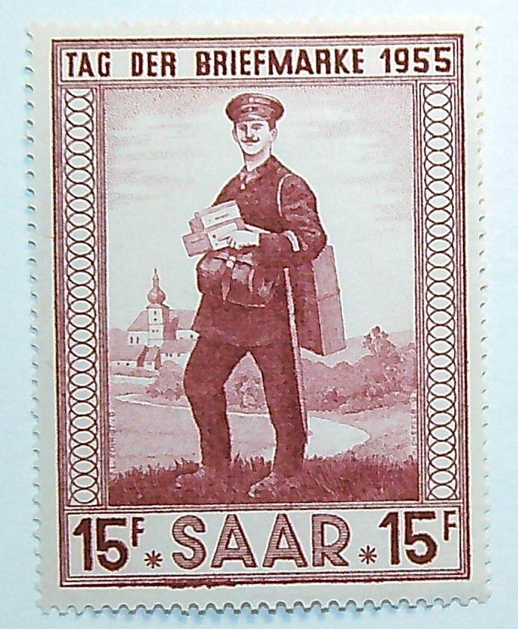 TAG DER BRIEFMARKE 1955
15F * SAAR * 15F